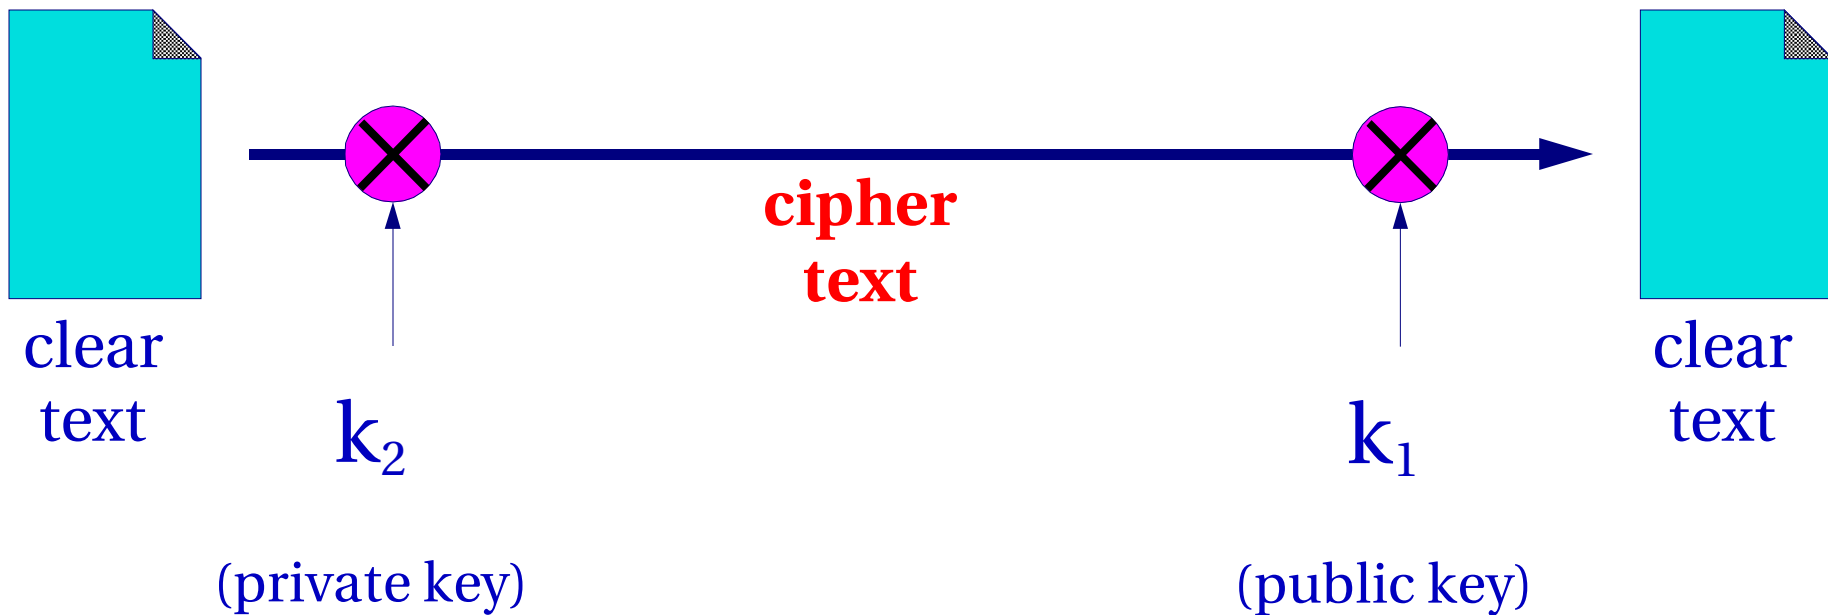 cipher
text
clear
text
k₂
(private key)
k₁
(public key)
clear
text